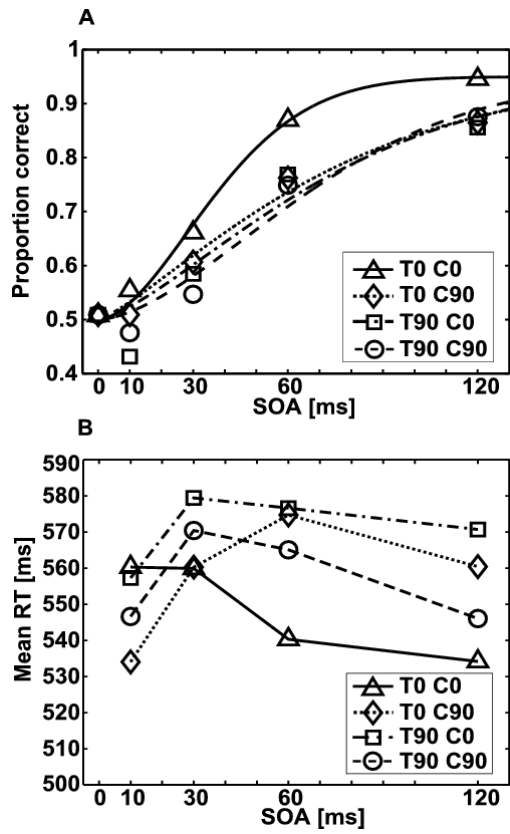 A
1
0.9
0.8
0.7
0.6
0.5
0.4
Proportion correct
T0 C0
T0 C90
T90 C0
T90 C90
0 10 30 60 120
SOA [ms]
B
590
580
570
560
550
540
530
520
510
500
Mean RT [ms]
T0 C0
T0 C90
T90 C0
T90 C90
0 10 30 60 120
SOA [ms]